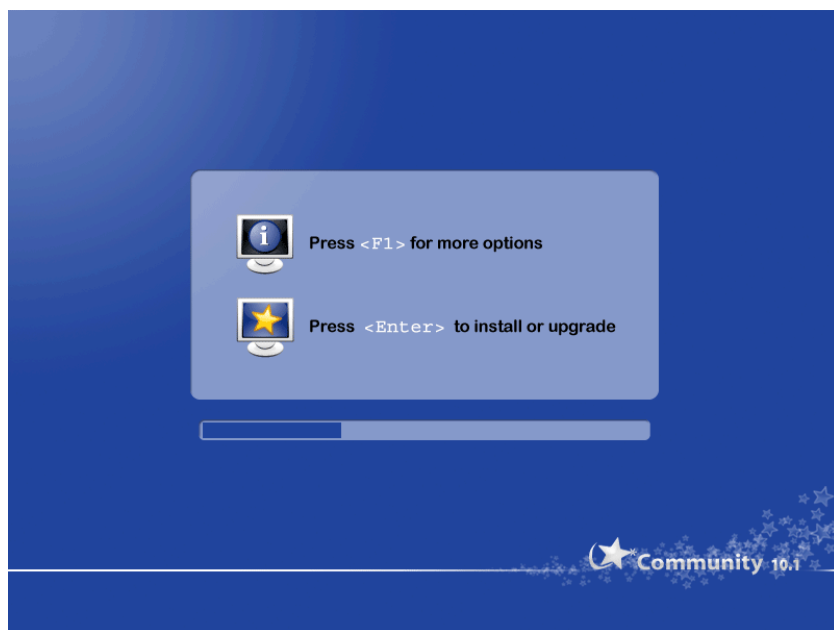 Press <F1> for more options
Press <Enter> to install or upgrade
Community 10.1